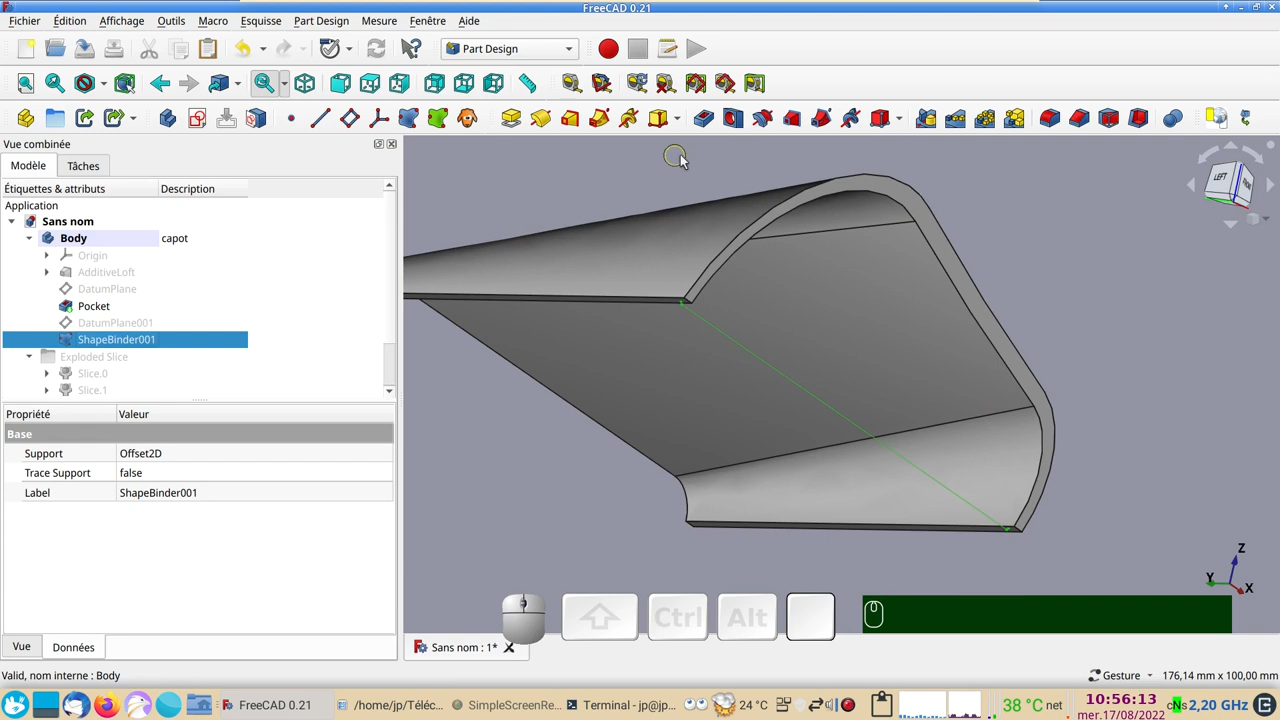 FreeCAD 0.21
Fichier Édition Affichage Outils Macro Esquisse Part Design Mesure Fenêtre Aide
Part Design
Vue combinée
Modèle Tâches
Étiquettes & attributs Description
Application
Sans nom
Body capot
Origin
AdditiveLoft
DatumPlane
Pocket
DatumPlane001
ShapeBinder001
Exploded Slice
Slice.0
Slice.1
Propriété Valeur
Base
Support Offset2D
Trace Support false
Label ShapeBinder001
LEFT
Z
Y
X
Ctrl Alt
Vue Données
Sans nom : 1*
Valid, nom interne : Body
Gesture 176,14 mm x 100,00 mm
FreeCAD 0.21 /home/jp/Téléc... SimpleScreenRe... Terminal - jp@jp... 24 °C 38 °C net 10:56:13 mer.17/08/2022 2,20 GHz